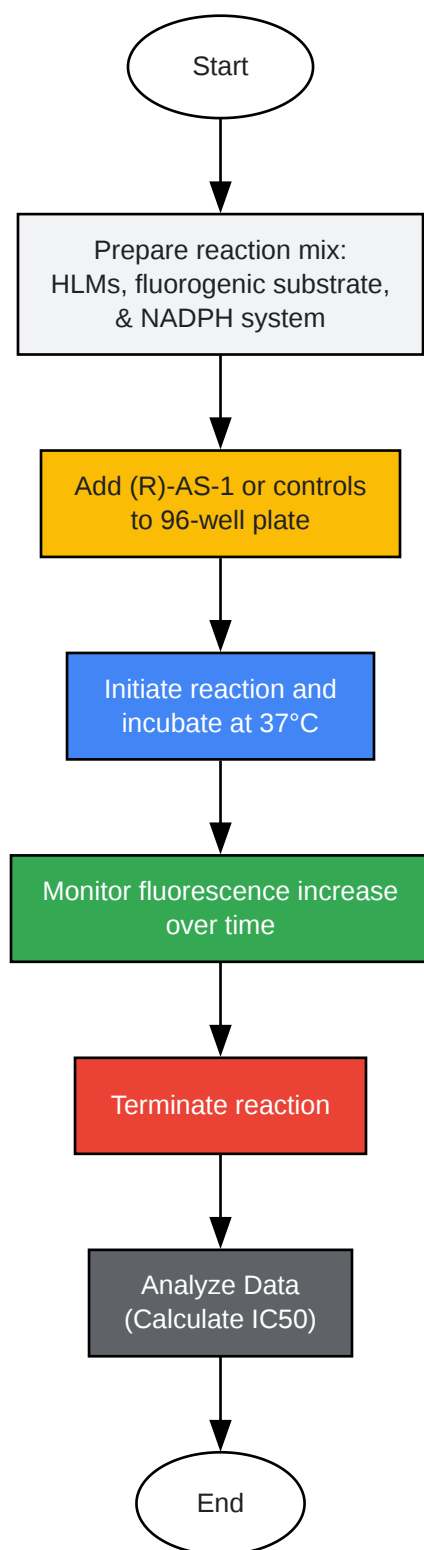 Start
Prepare reaction mix:
HLMs, fluorogenic substrate,
& NADPH system
Add (R)-AS-1 or controls
to 96-well plate
Initiate reaction and
incubate at 37°C
Monitor fluorescence increase
over time
Terminate reaction
Analyze Data
(Calculate IC50)
End